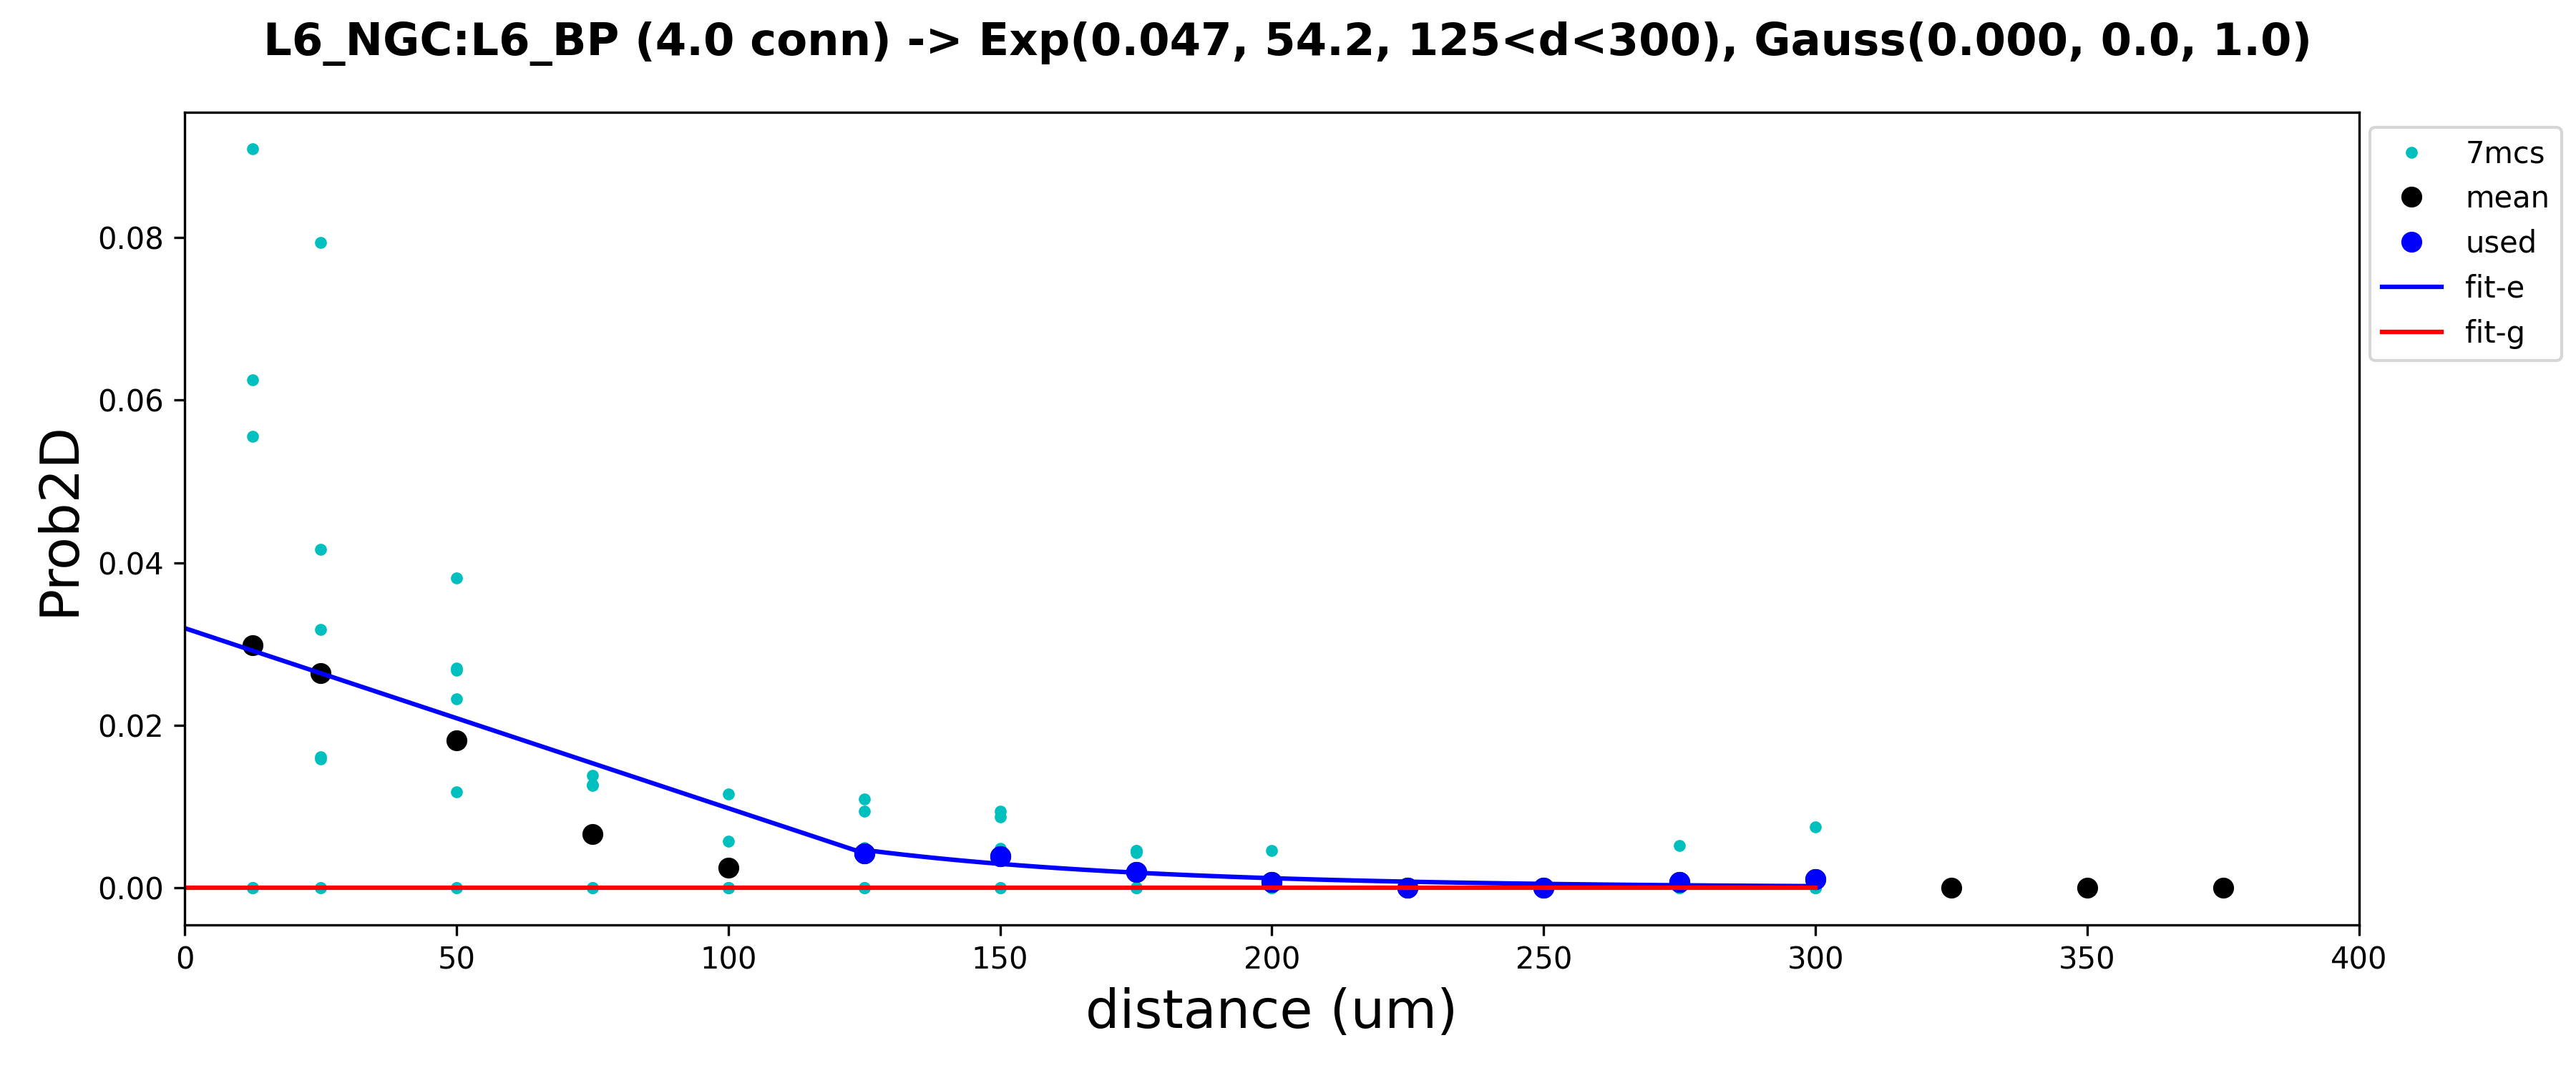 L6_NGC:L6_BP (4.0 conn) -> Exp(0.047, 54.2, 125<d<300), Gauss(0.000, 0.0, 1.0)
7mcs
mean
used
fit-e
fit-g
Prob2D
0.08
0.06
0.04
0.02
0.00
0 50 100 150 200 250 300 350 400
distance (um)